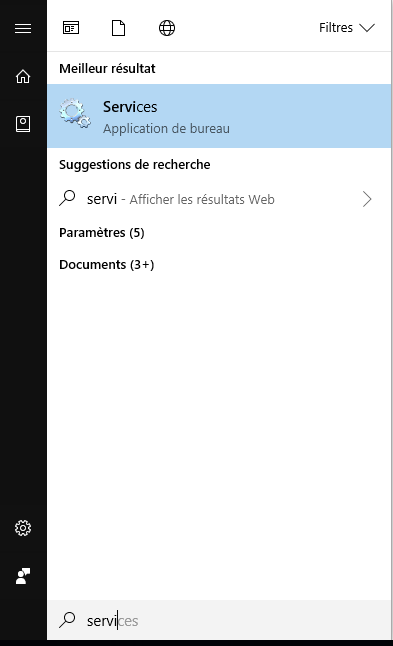 Filtres
Meilleur résultat
Services
Application de bureau
Suggestions de recherche
servi - Afficher les résultats Web
Paramètres (5)
Documents (3+)
services